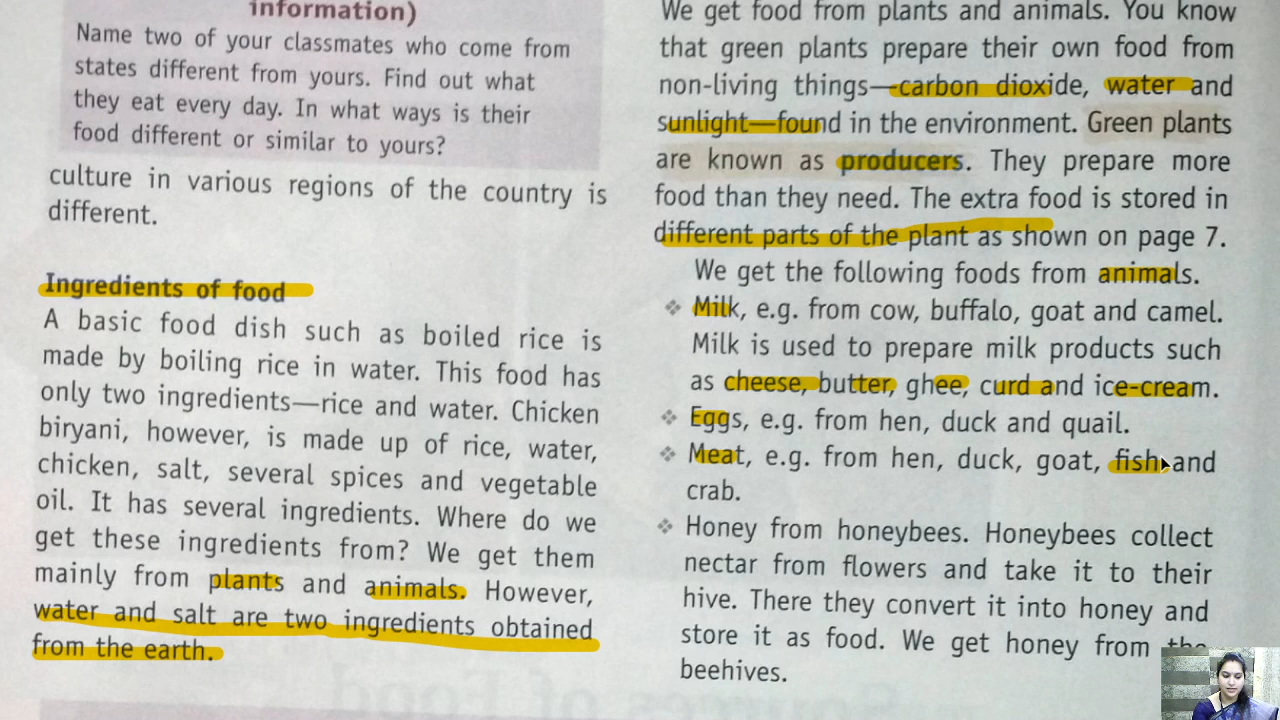 information)
Name two of your classmates who come from
states different from yours. Find out what
they eat every day. In what ways is their
food different or similar to yours?
culture in various regions of the country is
different.
Ingredients of food
A basic food dish such as boiled rice is
made by boiling rice in water. This food has
only two ingredients—rice and water. Chicken
biryani, however, is made up of rice, water,
chicken, salt, several spices and vegetable
oil. It has several ingredients. Where do we
get these ingredients from? We get them
mainly from plants and animals. However,
water and salt are two ingredients obtained
from the earth.
We get food from plants and animals. You know
that green plants prepare their own food from
non-living things—carbon dioxide, water and
sunlight—found in the environment. Green plants
are known as producers. They prepare more
food than they need. The extra food is stored in
different parts of the plant as shown on page 7.
We get the following foods from animals.
❖ Milk, e.g. from cow, buffalo, goat and camel.
Milk is used to prepare milk products such
as cheese, butter, ghee, curd and ice-cream.
❖ Eggs, e.g. from hen, duck and quail.
❖ Meat, e.g. from hen, duck, goat, fish and
crab.
❖ Honey from honeybees. Honeybees collect
nectar from flowers and take it to their
hive. There they convert it into honey and
store it as food. We get honey from the
beehives.